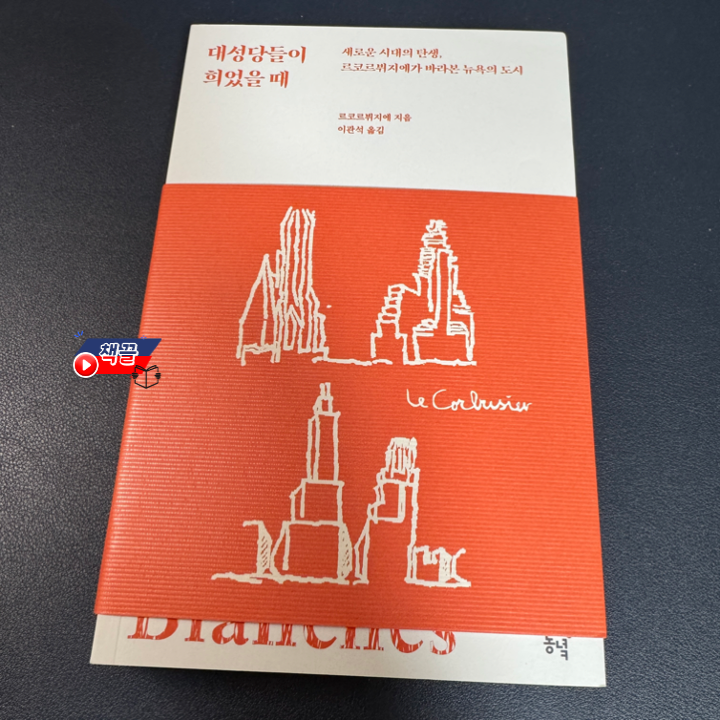 대성당들이
희었을 때
새로운 시대의 탄생,
르코르뷔지에가 바라본 뉴욕의 도시
르코르뷔지에 지음
이관석 옮김
책끌
Le Corbusier
Blanches
동녘